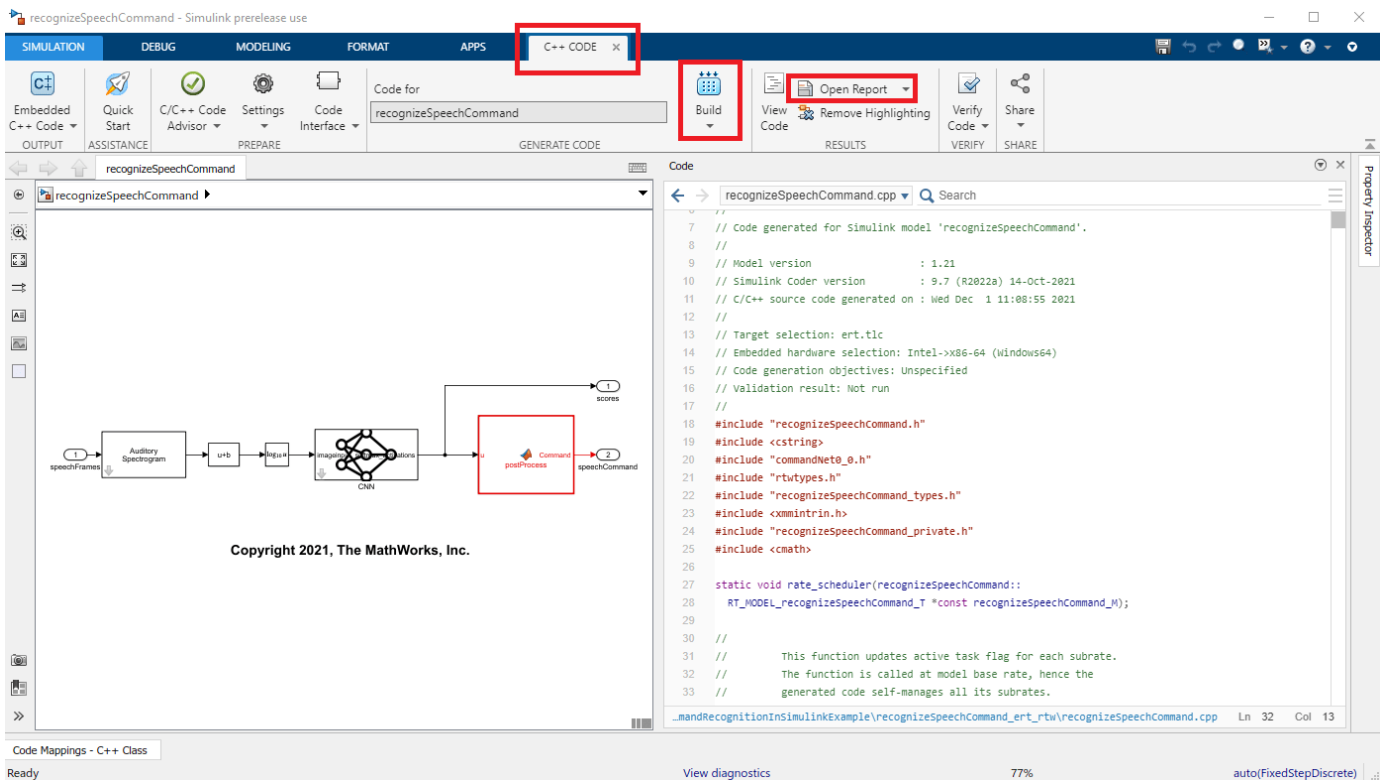 recognizeSpeechCommand - Simulink prerelease use
SIMULATION DEBUG MODELING FORMAT APPS C++ CODE
Embedded C++ Code
Quick Start
C/C++ Code Advisor
Settings
Code Interface
Code for
recognizeSpeechCommand
Build
View Code
Open Report
Remove Highlighting
Verify Code
Share
OUTPUT ASSISTANCE PREPARE GENERATE CODE RESULTS VERIFY SHARE
recognizeSpeechCommand
recognizeSpeechCommand
1
speechFrames
Auditory
Spectrogram
u+b
CNN
1
scores
u Command
postProcess
2
speechCommand
Copyright 2021, The MathWorks, Inc.
Code
recognizeSpeechCommand.cpp Search
6 //
7 // Code generated for Simulink model 'recognizeSpeechCommand'.
8 //
9 // Model version : 1.21
10 // Simulink Coder version : 9.7 (R2022a) 14-Oct-2021
11 // C/C++ source code generated on : Wed Dec 1 11:08:55 2021
12 //
13 // Target selection: ert.tlc
14 // Embedded hardware selection: Intel->x86-64 (Windows64)
15 // Code generation objectives: Unspecified
16 // Validation result: Not run
17 //
18 #include "recognizeSpeechCommand.h"
19 #include <cstring>
20 #include "commandNet0_0.h"
21 #include "rtwtypes.h"
22 #include "recognizeSpeechCommand_types.h"
23 #include <xmmintrin.h>
24 #include "recognizeSpeechCommand_private.h"
25 #include <cmath>
26
27 static void rate_scheduler(recognizeSpeechCommand::
28 RT_MODEL_recognizeSpeechCommand_T *const recognizeSpeechCommand_M);
29
30 //
31 // This function updates active task flag for each subrate.
32 // The function is called at model base rate, hence the
33 // generated code self-manages all its subrates.
…mandRecognitionInSimulinkExample\recognizeSpeechCommand_ert_rtw\recognizeSpeechCommand.cpp Ln 32 Col 13
Property Inspector
Code Mappings - C++ Class
Ready View diagnostics 77% auto(FixedStepDiscrete)